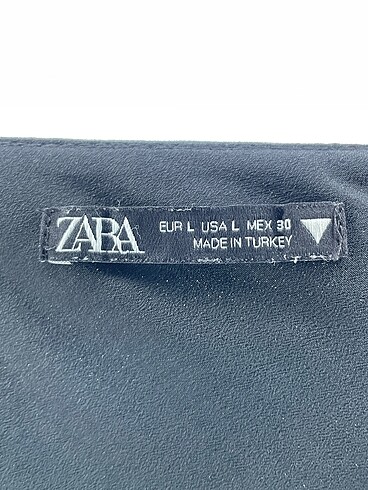 ZARA
EUR L USA L MEX 30
MADE IN TURKEY